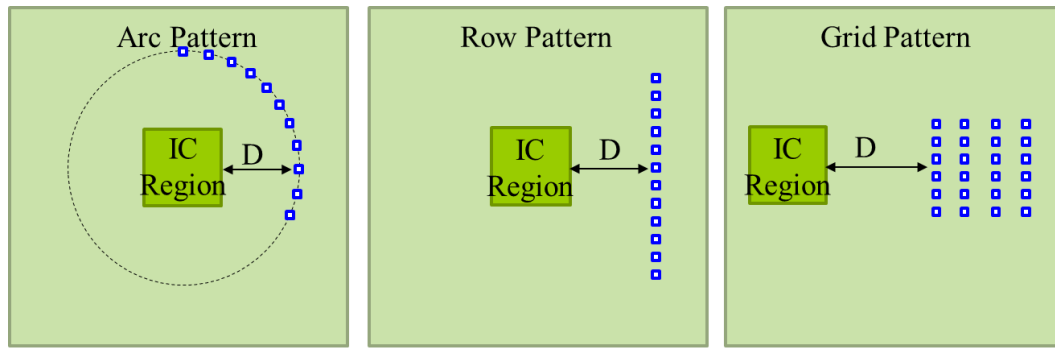 Arc Pattern
IC
Region
D
Row Pattern
IC
Region
D
Grid Pattern
IC
Region
D